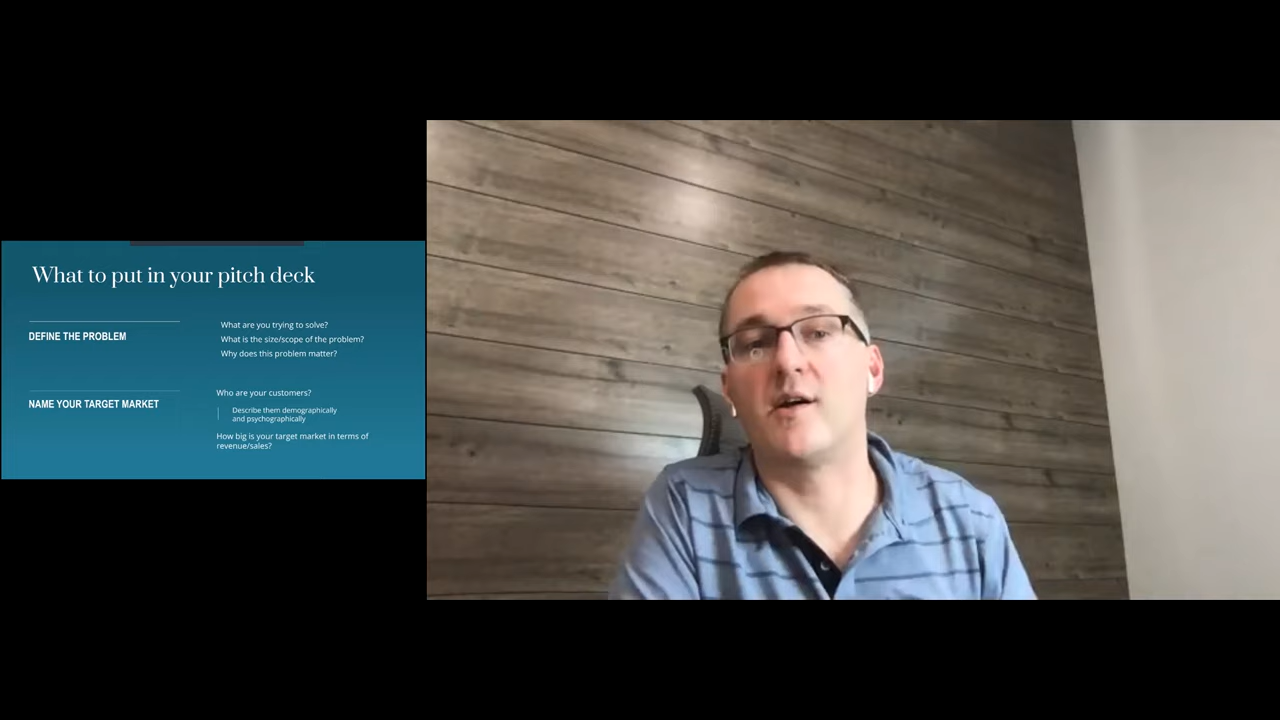 What to put in your pitch deck
DEFINE THE PROBLEM
What are you trying to solve?
What is the size/scope of the problem?
Why does this problem matter?
NAME YOUR TARGET MARKET
Who are your customers?
Describe them demographically
and psychographically
How big is your target market in terms of
revenue/sales?